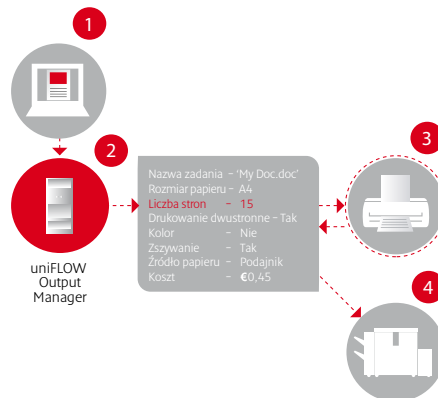 1
2
3
Nazwa zadania – 'My Doc.doc'
Rozmiar papieru – A4
Liczba stron – 15
Drukowanie dwustronne – Tak
Kolor – Nie
Zszywanie – Tak
Źródło papieru – Podajnik
Koszt – €0,45
uniFLOW
Output
Manager
4